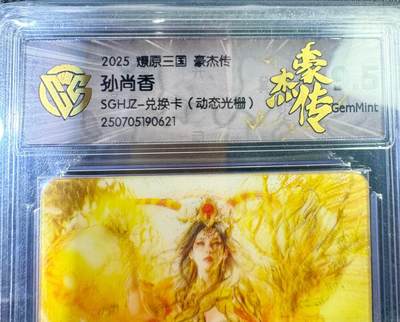 2025 燎原三国 豪杰传
孙尚香
SGHJZ-兑换卡（动态光栅）
250705190621
豪杰传
GemMint